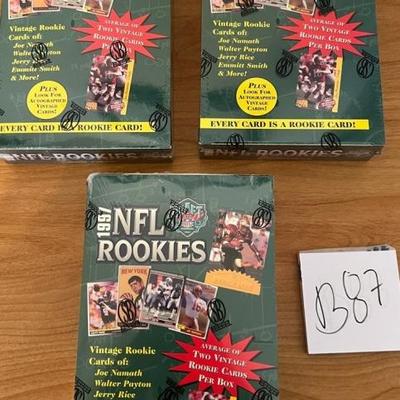 Vintage Rookie
Cards of:
Joe Namath
Walter Payton
Jerry Rice
Emmitt Smith
& More!
AVERAGE OF
TWO VINTAGE
ROOKIE CARDS
PER BOX
PLUS
LOOK FOR
AUTOGRAPHED
VINTAGE
CARDS!
EVERY CARD IS A ROOKIE CARD!
NFL ROOKIES
Vintage Rookie
Cards of:
Joe Namath
Walter Payton
Jerry Rice
Emmitt Smith
& More!
AVERAGE OF
TWO VINTAGE
ROOKIE CARDS
PER BOX
PLUS
LOOK FOR
AUTOGRAPHED
VINTAGE
CARDS!
EVERY CARD IS A ROOKIE CARD!
NFL ROOKIES
1997
NFL
ROOKIES
NEW YORK
Vintage Rookie
Cards of:
Joe Namath
Walter Payton
Jerry Rice
AVERAGE OF
TWO VINTAGE
ROOKIE CARDS
PER BOX
B87